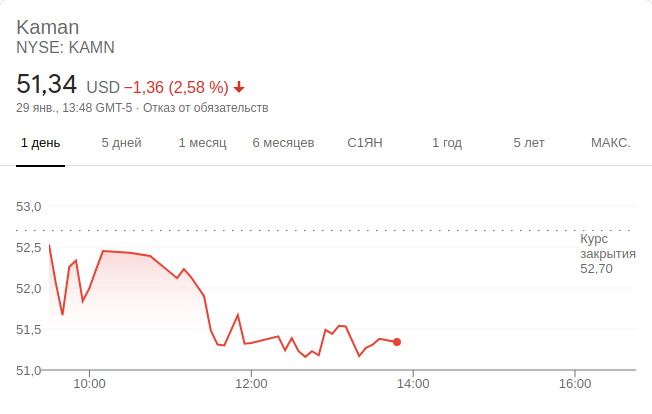 Kaman
NYSE: KAMN
51,34 USD −1,36 (2,58 %)
29 янв., 13:48 GMT-5 · Отказ от обязательств
1 день 5 дней 1 месяц 6 месяцев С1ЯН 1 год 5 лет МАКС.
53,0
Курс
закрытия
52,70
52,5
52,0
51,5
51,0
10:00 12:00 14:00 16:00